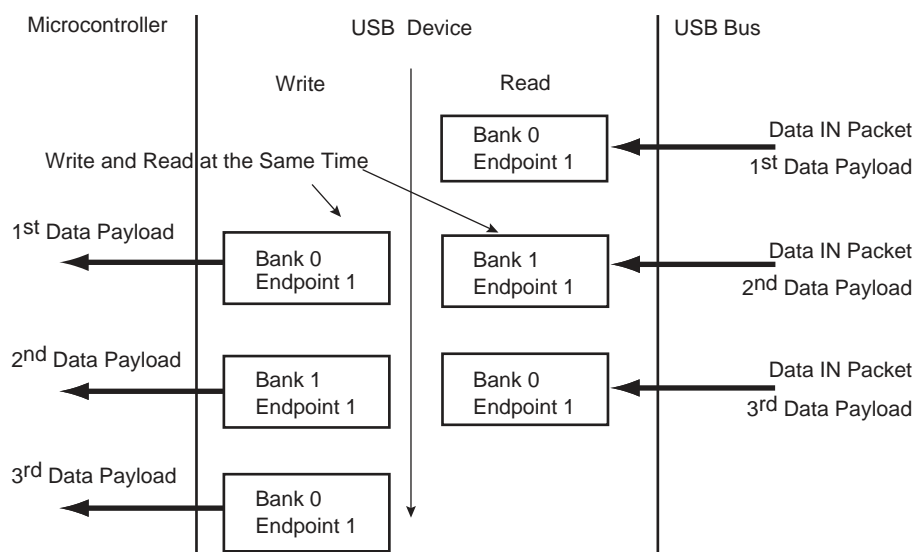 Microcontroller
USB Device
USB Bus
Write
Read
Bank 0
Endpoint 1
Data IN Packet
1st Data Payload
Write and Read at the Same Time
1st Data Payload
Bank 0
Endpoint 1
Bank 1
Endpoint 1
Data IN Packet
2nd Data Payload
2nd Data Payload
Bank 1
Endpoint 1
Bank 0
Endpoint 1
Data IN Packet
3rd Data Payload
3rd Data Payload
Bank 0
Endpoint 1